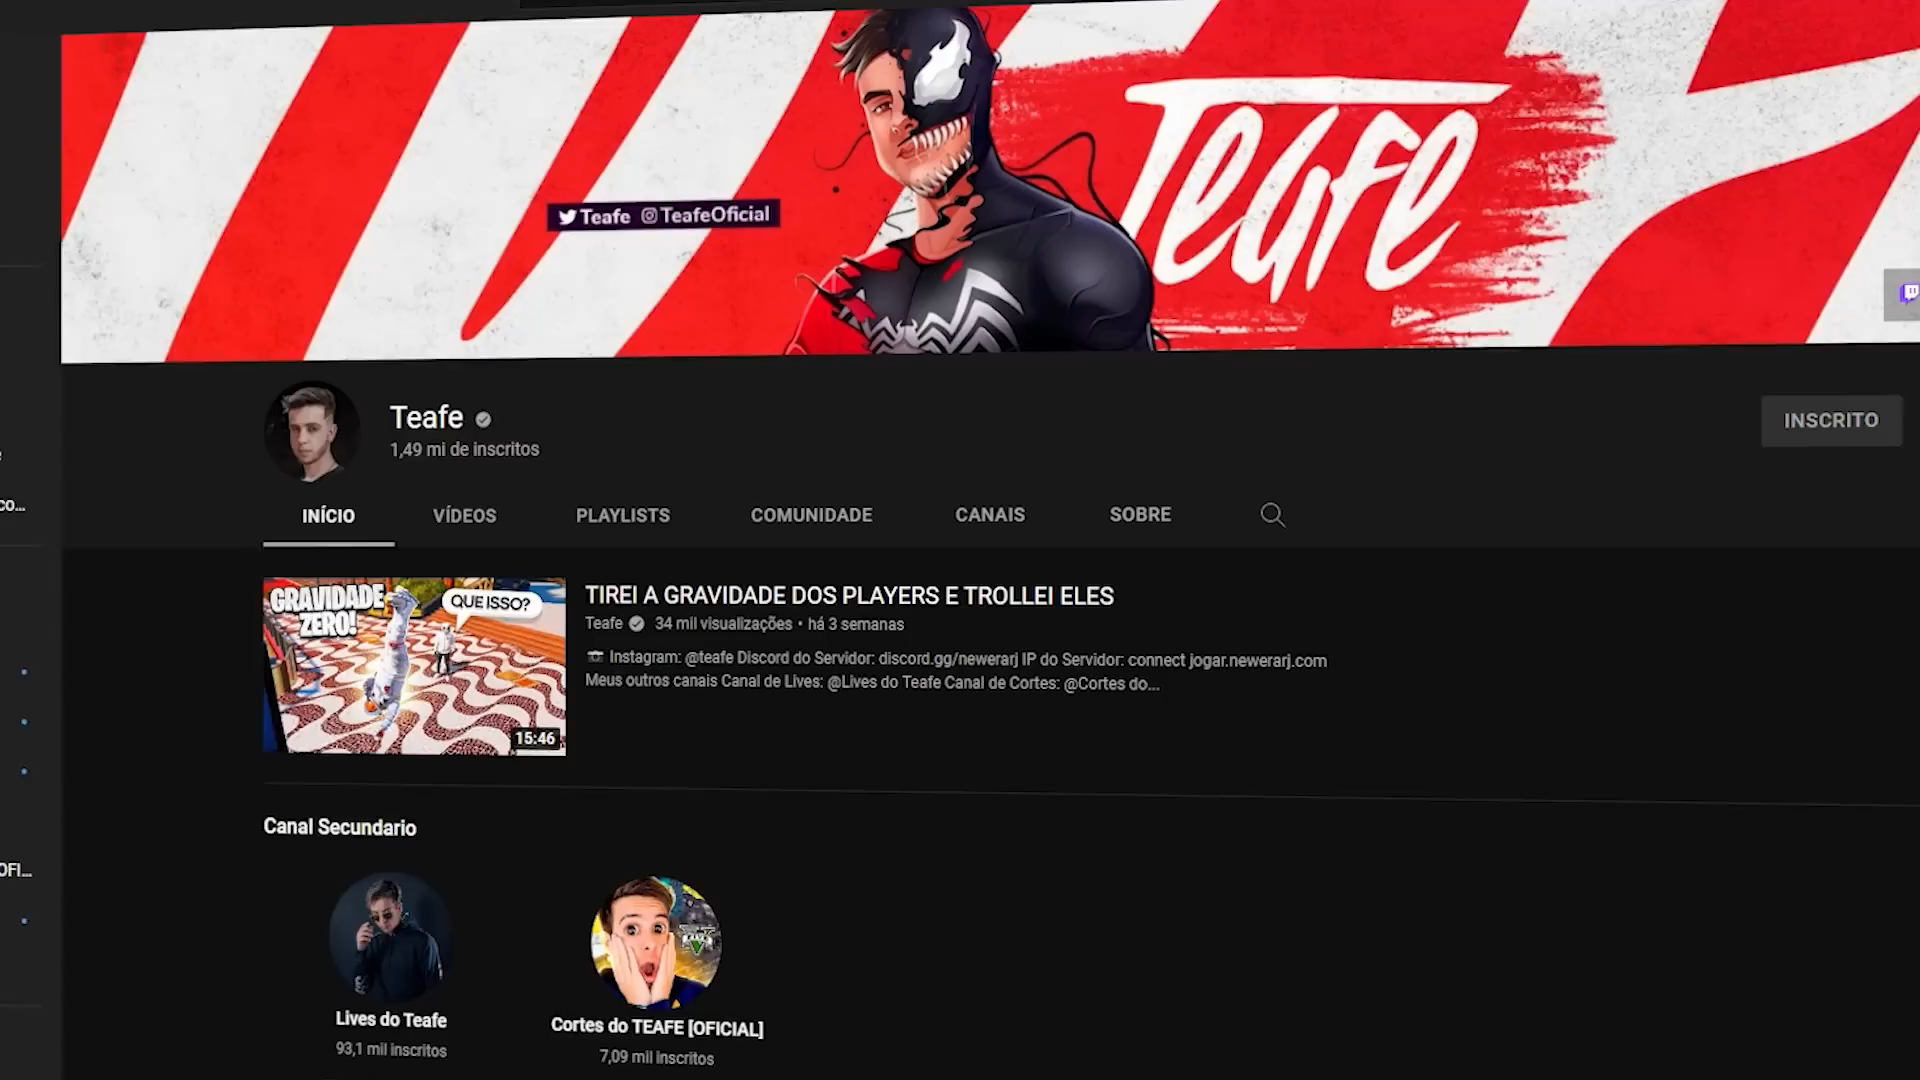 Teafe TeafeOficial
Teafe
Teafe
1,49 mi de inscritos
INSCRITO
INÍCIO VÍDEOS PLAYLISTS COMUNIDADE CANAIS SOBRE
co...
GRAVIDADE
ZERO!
QUE ISSO?
15:46
TIREI A GRAVIDADE DOS PLAYERS E TROLLEI ELES
Teafe 34 mil visualizações • há 3 semanas
Instagram: @teafe Discord do Servidor: discord.gg/newerarj IP do Servidor: connect jogar.newerarj.com
Meus outros canais Canal de Lives: @Lives do Teafe Canal de Cortes: @Cortes do...
Canal Secundario
OFI...
Lives do Teafe
93,1 mil inscritos
Cortes do TEAFE [OFICIAL]
7,09 mil inscritos